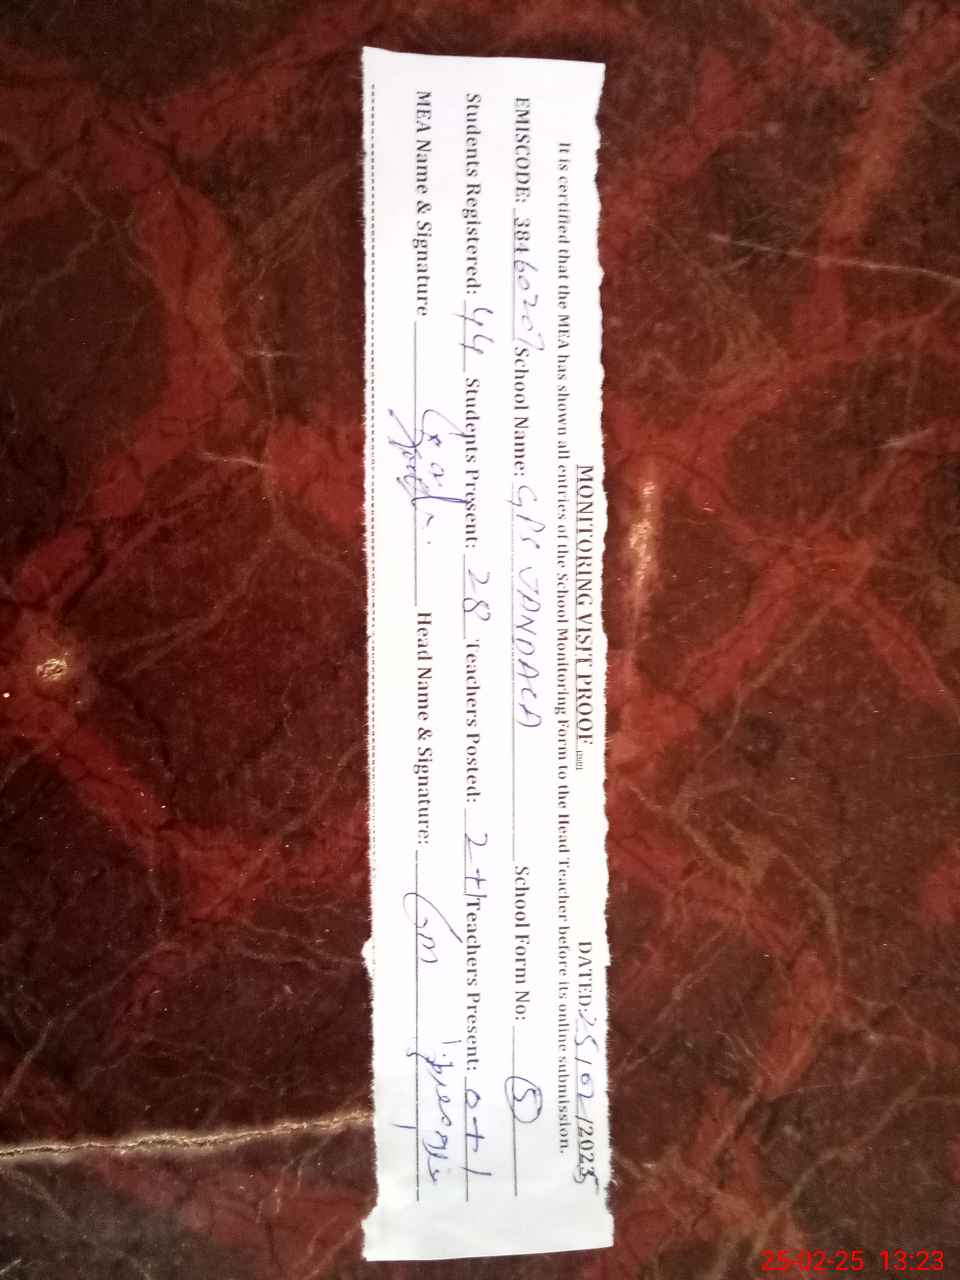 MONITORING VISIT PROOF DATED:25/02/2025
It is certified that the MEA has shown all entries of the School Monitoring Form to the Head Teacher before its online submission.
EMISCODE: 38460207 School Name: GPS JANDALA School Form No: 5
Students Registered: 44 Students Present: 28 Teachers Posted: 2+1 Teachers Present: 0+1
MEA Name & Signature Head Name & Signature: GM
25-02-25 13:23